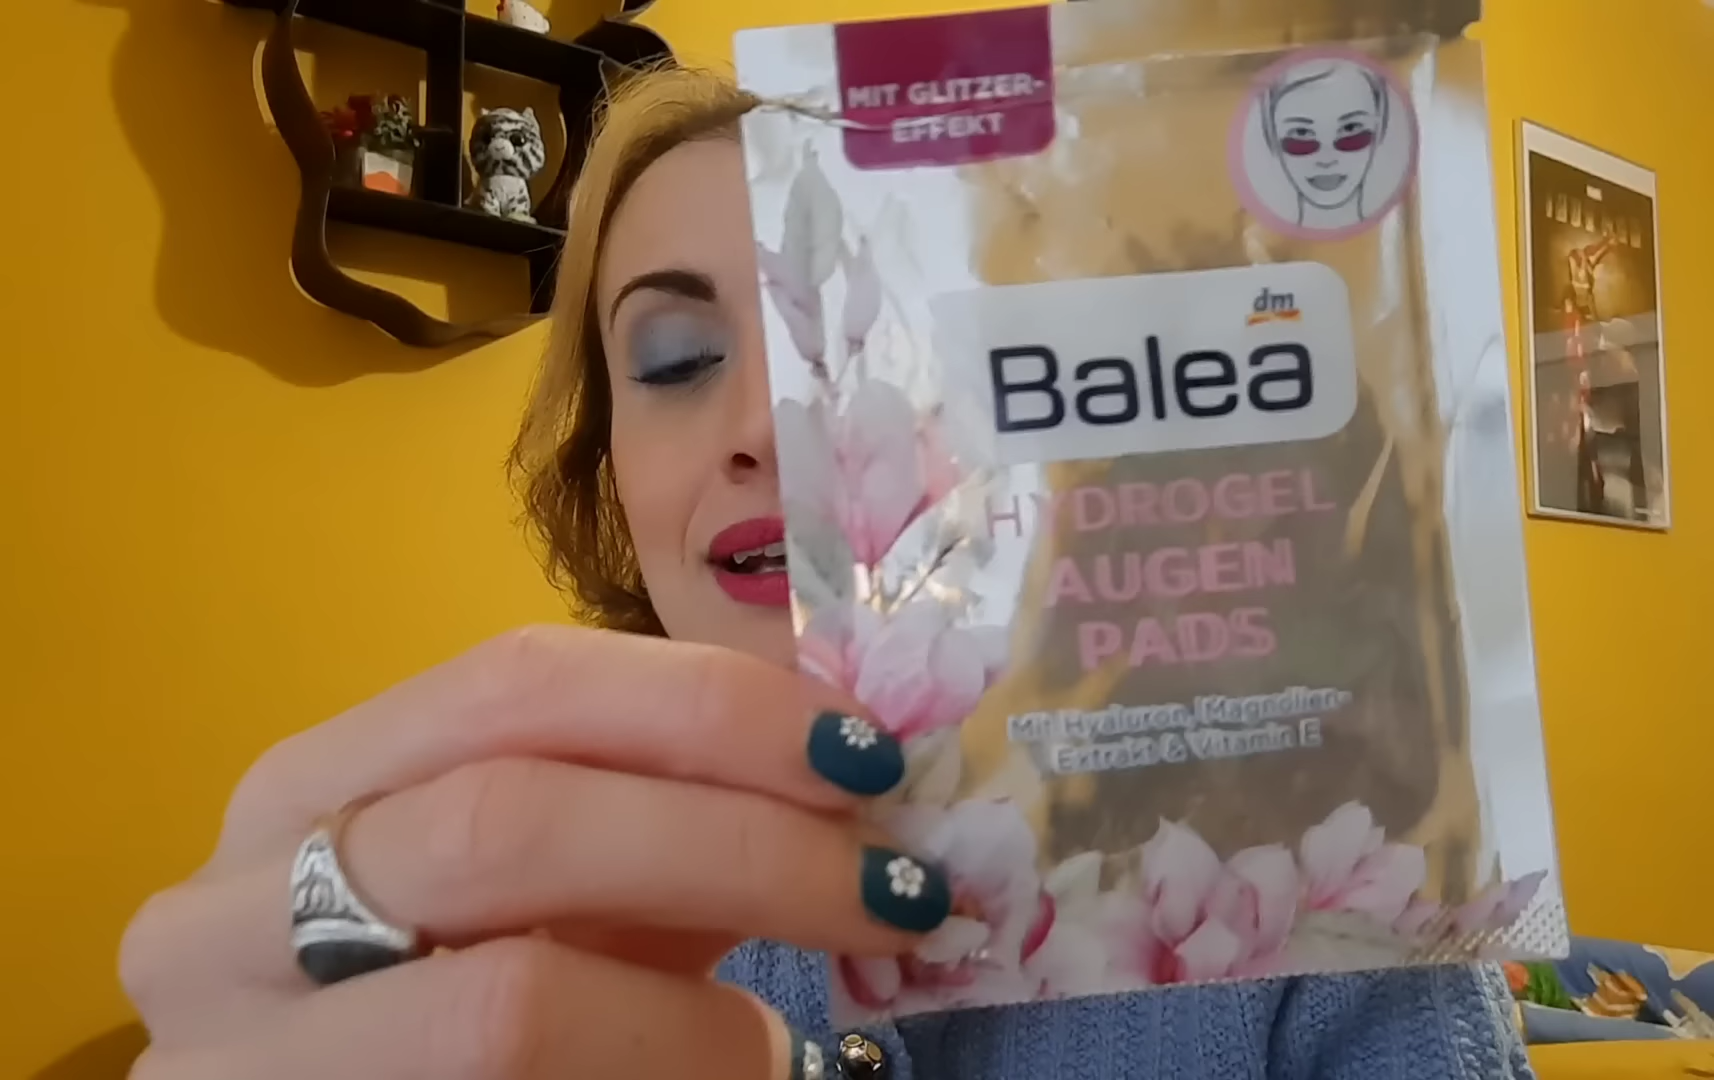 MIT GLITZER-
EFFEKT
dm
Balea
HYDROGEL
AUGEN
PADS
Mit Hyaluron, Magnolien-
Extrakt & Vitamin E